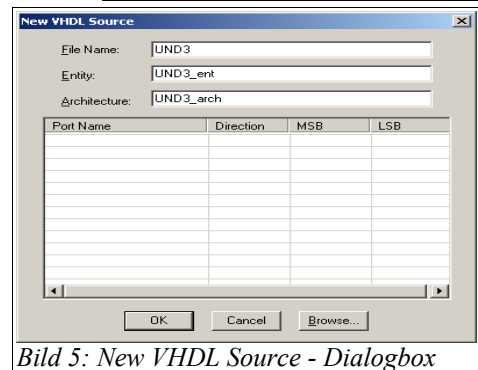 New VHDL Source
File Name: UND3
Entity: UND3_ent
Architecture: UND3_arch
Port Name Direction MSB LSB
OK Cancel Browse...
Bild 5: New VHDL Source - Dialogbox